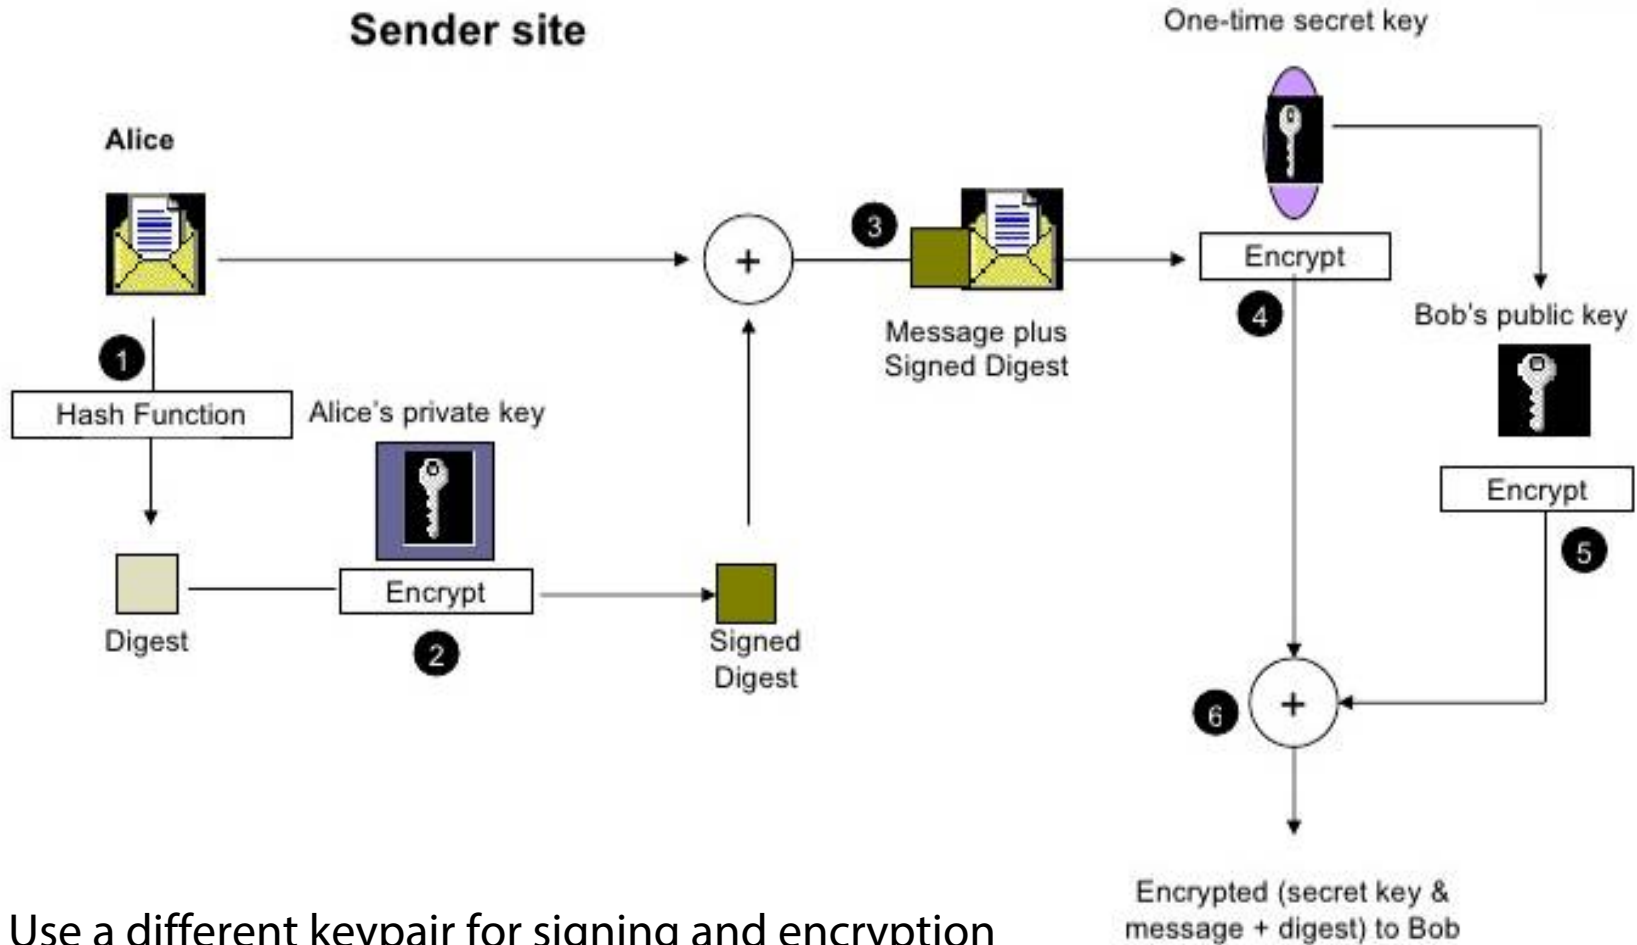 Sender site
One-time secret key
Alice
3
Encrypt
4
Bob's public key
Message plus
Signed Digest
1
Hash Function
Alice's private key
Encrypt
5
Encrypt
2
Digest
Signed
Digest
6
Encrypted (secret key &
message + digest) to Bob
Use a different keypair for signing and encryption